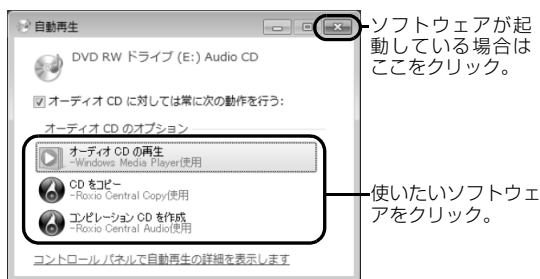 自動再生
DVD RW ドライブ (E:) Audio CD
オーディオ CD に対しては常に次の動作を行う:
オーディオ CD のオプション
オーディオ CD の再生
-Windows Media Player使用
CD をコピー
-Roxio Central Copy使用
コンピレーション CD を作成
-Roxio Central Audio使用
コントロール パネルで自動再生の詳細を表示します
ソフトウェアが起
動している場合は
ここをクリック。
使いたいソフトウェ
アをクリック。